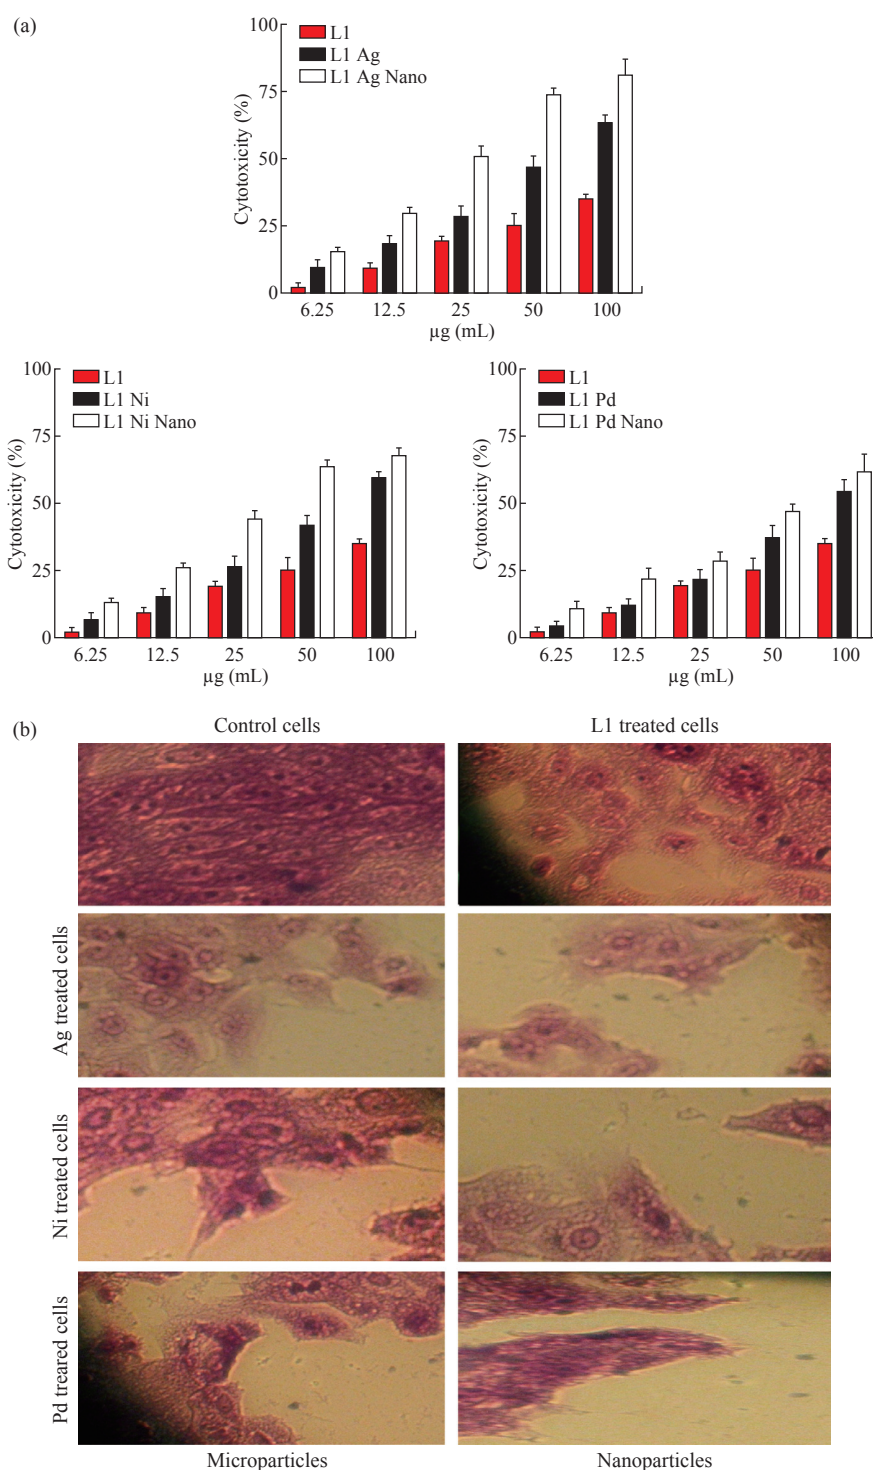 (a)
100
75
50
25
0
Cytotoxicity (%)
L1
L1 Ag
L1 Ag Nano
6.25 12.5 25 50 100
µg (mL)
100
75
50
25
0
Cytotoxicity (%)
L1
L1 Ni
L1 Ni Nano
6.25 12.5 25 50 100
µg (mL)
100
75
50
25
0
Cytotoxicity (%)
L1
L1 Pd
L1 Pd Nano
6.25 12.5 25 50 100
µg (mL)
(b)
Control cells
L1 treated cells
Ag treated cells
Ni treated cells
Pd trerared cells
Microparticles
Nanoparticles